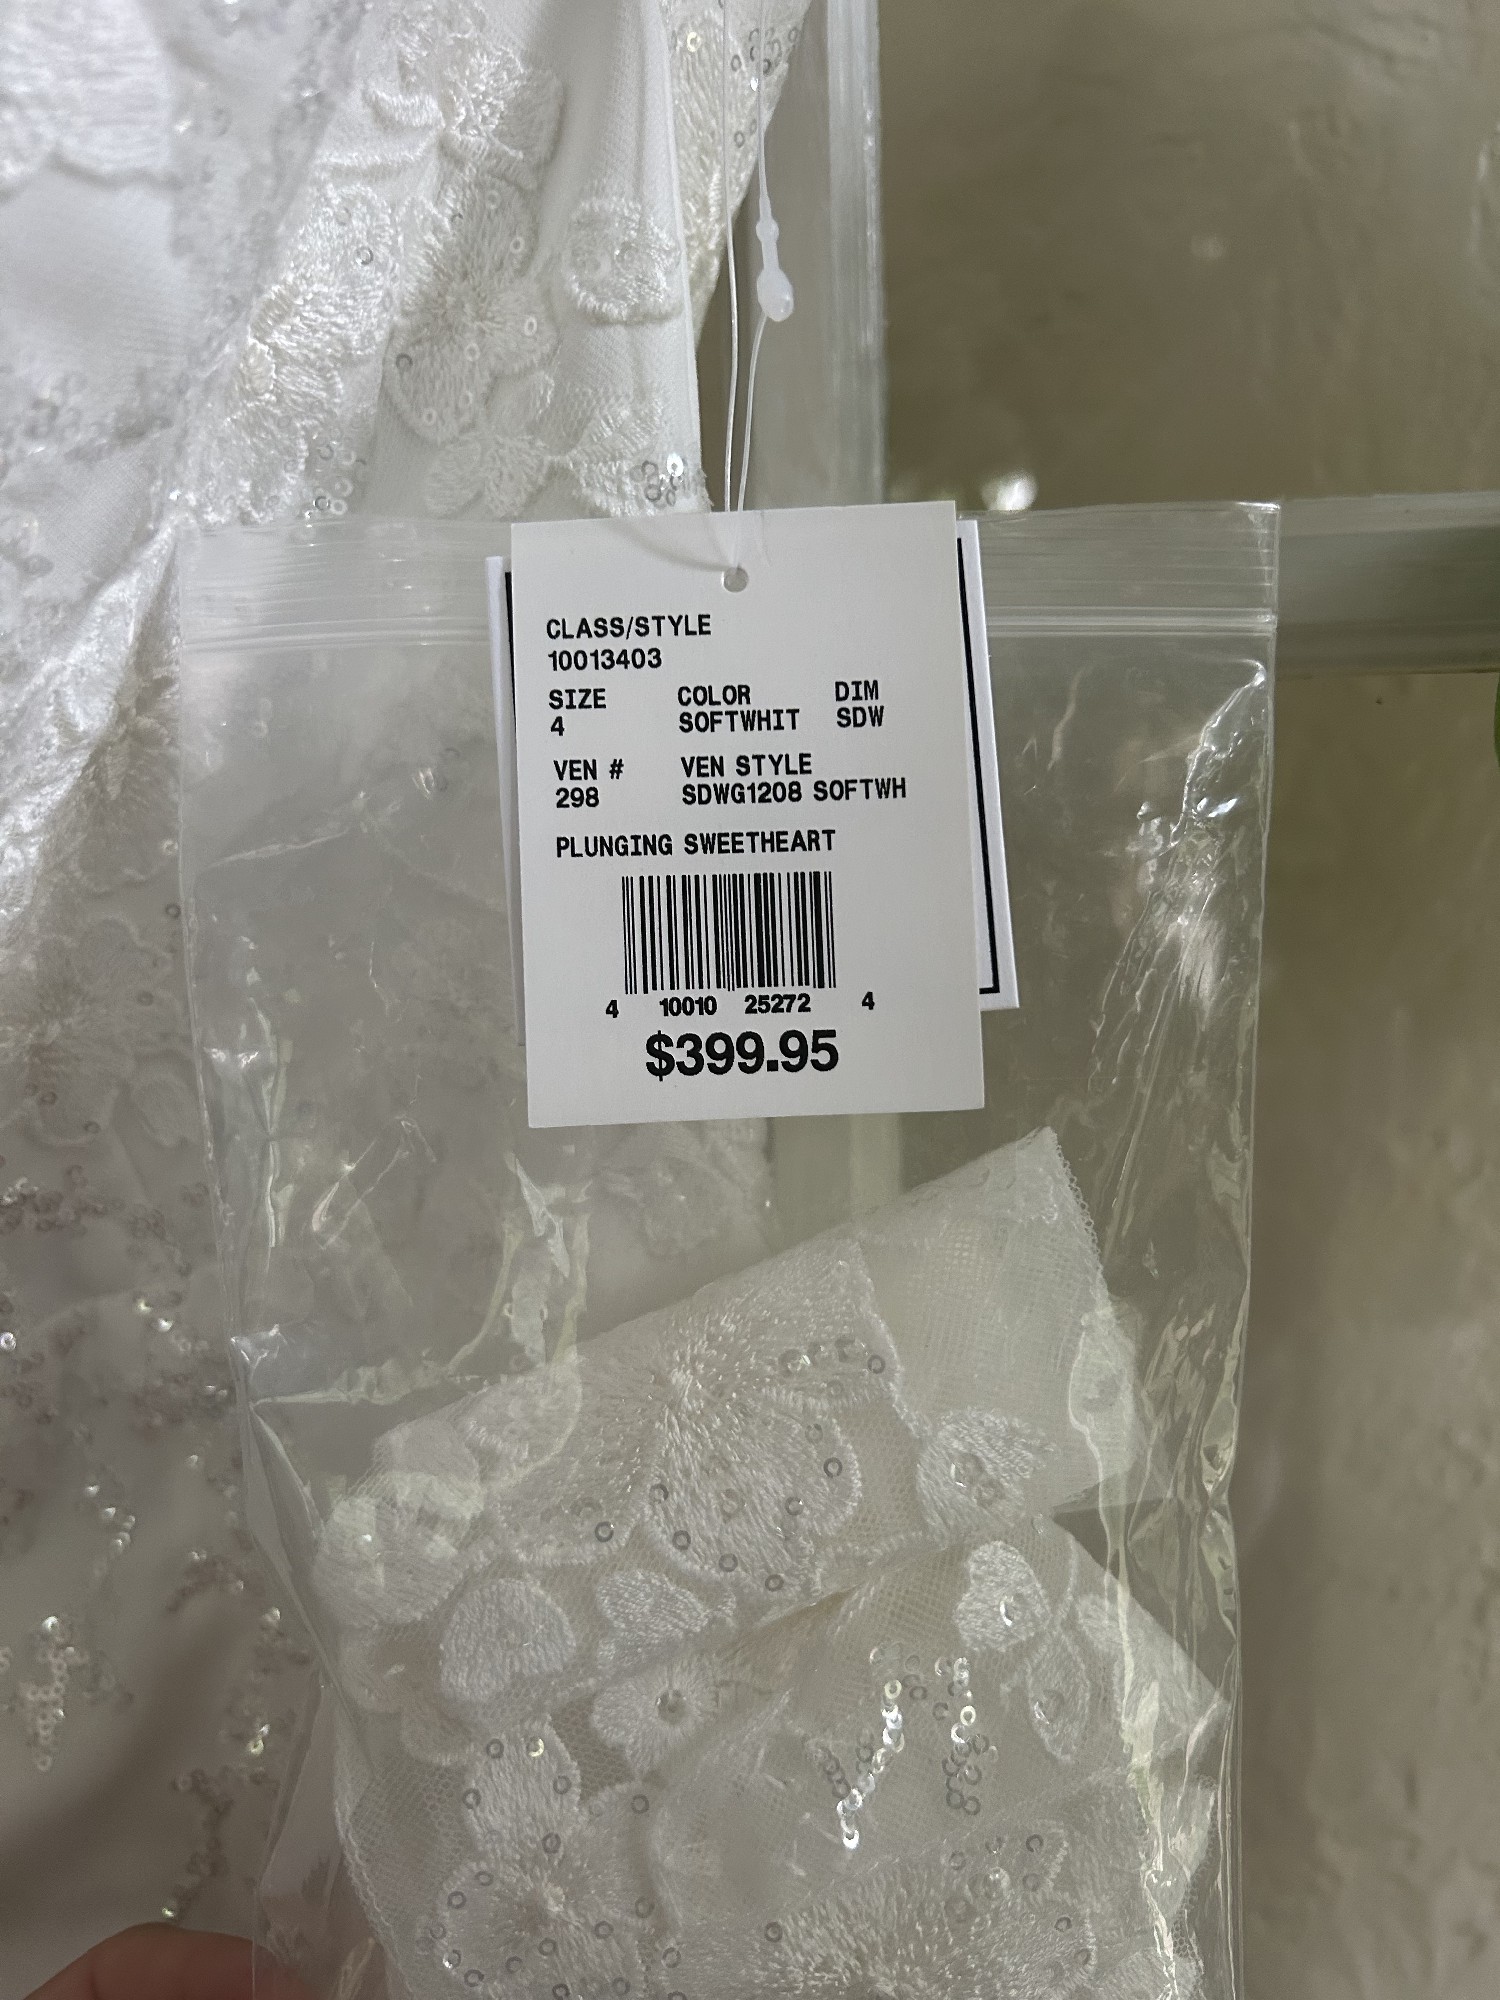 CLASS/STYLE
10013403
SIZE COLOR DIM
4 SOFTWHIT SDW
VEN # VEN STYLE
298 SDWG1208 SOFTWH
PLUNGING SWEETHEART
4 10010 25272 4
$399.95